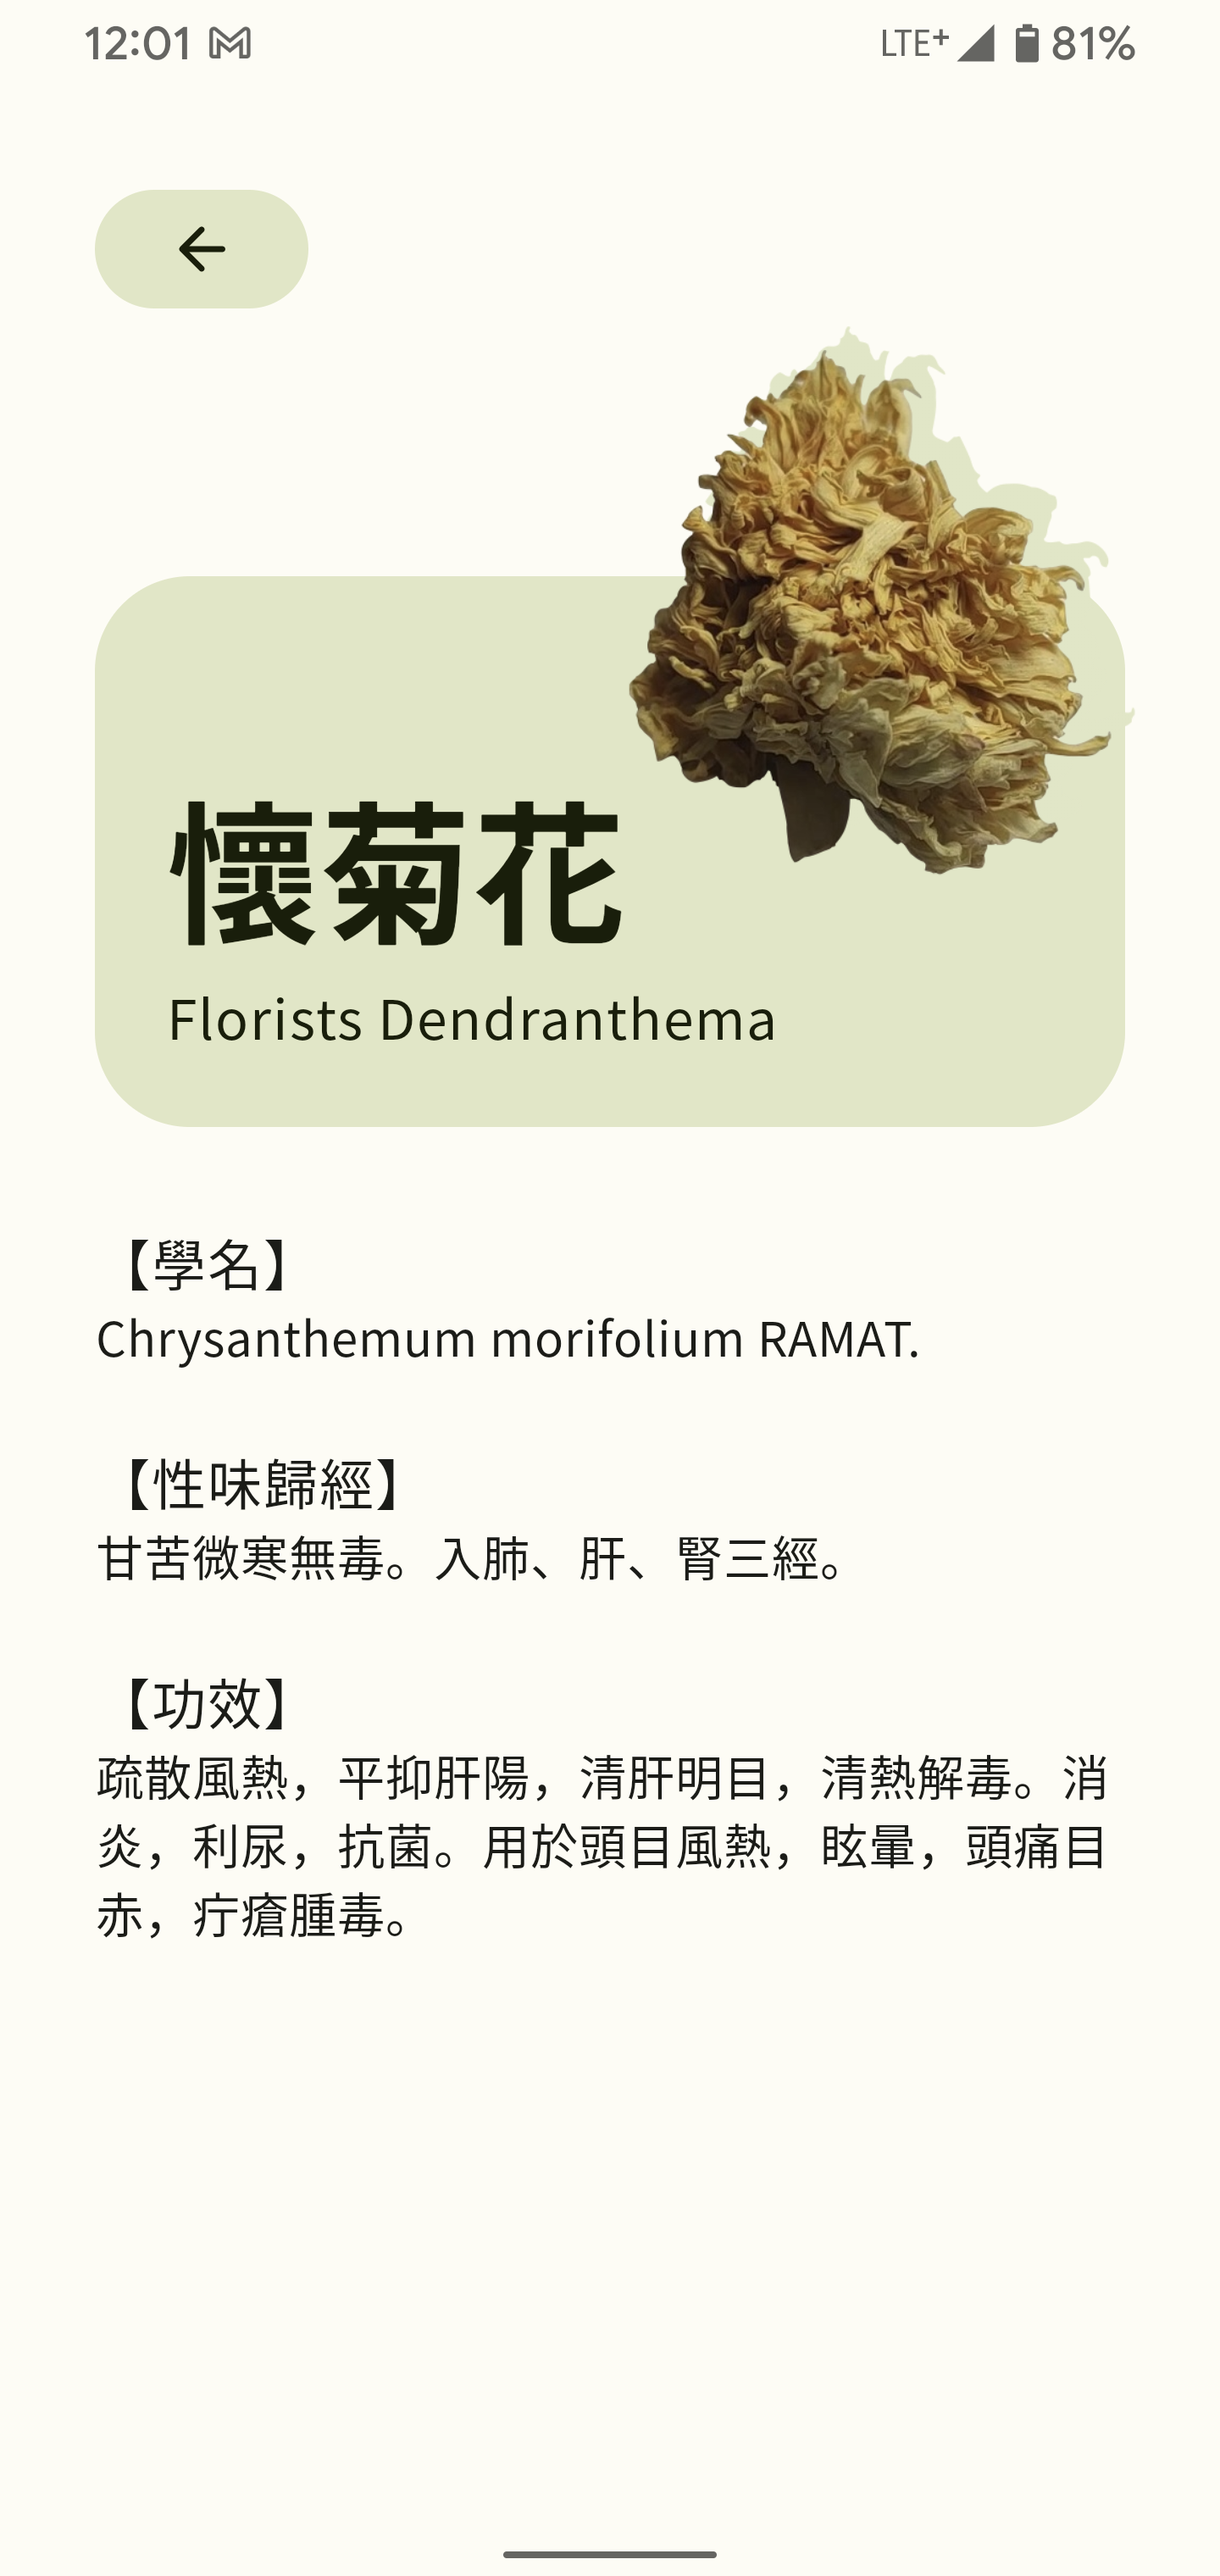 12:01
LTE+ 81%
懷菊花
Florists Dendranthema
【學名】
Chrysanthemum morifolium RAMAT.
【性味歸經】
甘苦微寒無毒。入肺、肝、腎三經。
【功效】
疏散風熱，平抑肝陽，清肝明目，清熱解毒。消
炎，利尿，抗菌。用於頭目風熱，眩暈，頭痛目
赤，疔瘡腫毒。